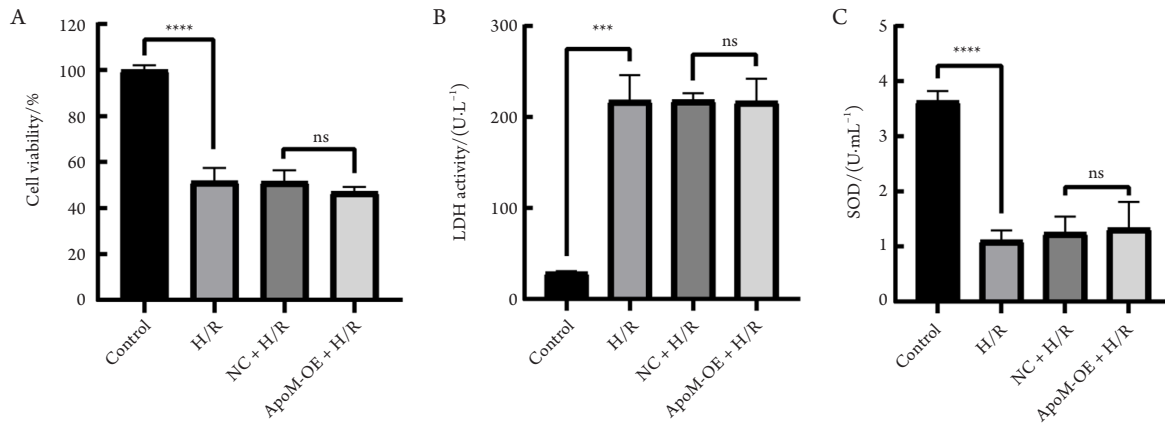 A
Cell viability/%
120
100
80
60
40
20
0
****
ns
Control
H/R
NC + H/R
ApoM-OE + H/R
B
LDH activity/(U·L⁻¹)
300
200
100
0
***
ns
Control
H/R
NC + H/R
ApoM-OE + H/R
C
SOD/(U·mL⁻¹)
5
4
3
2
1
0
****
ns
Control
H/R
NC + H/R
ApoM-OE + H/R